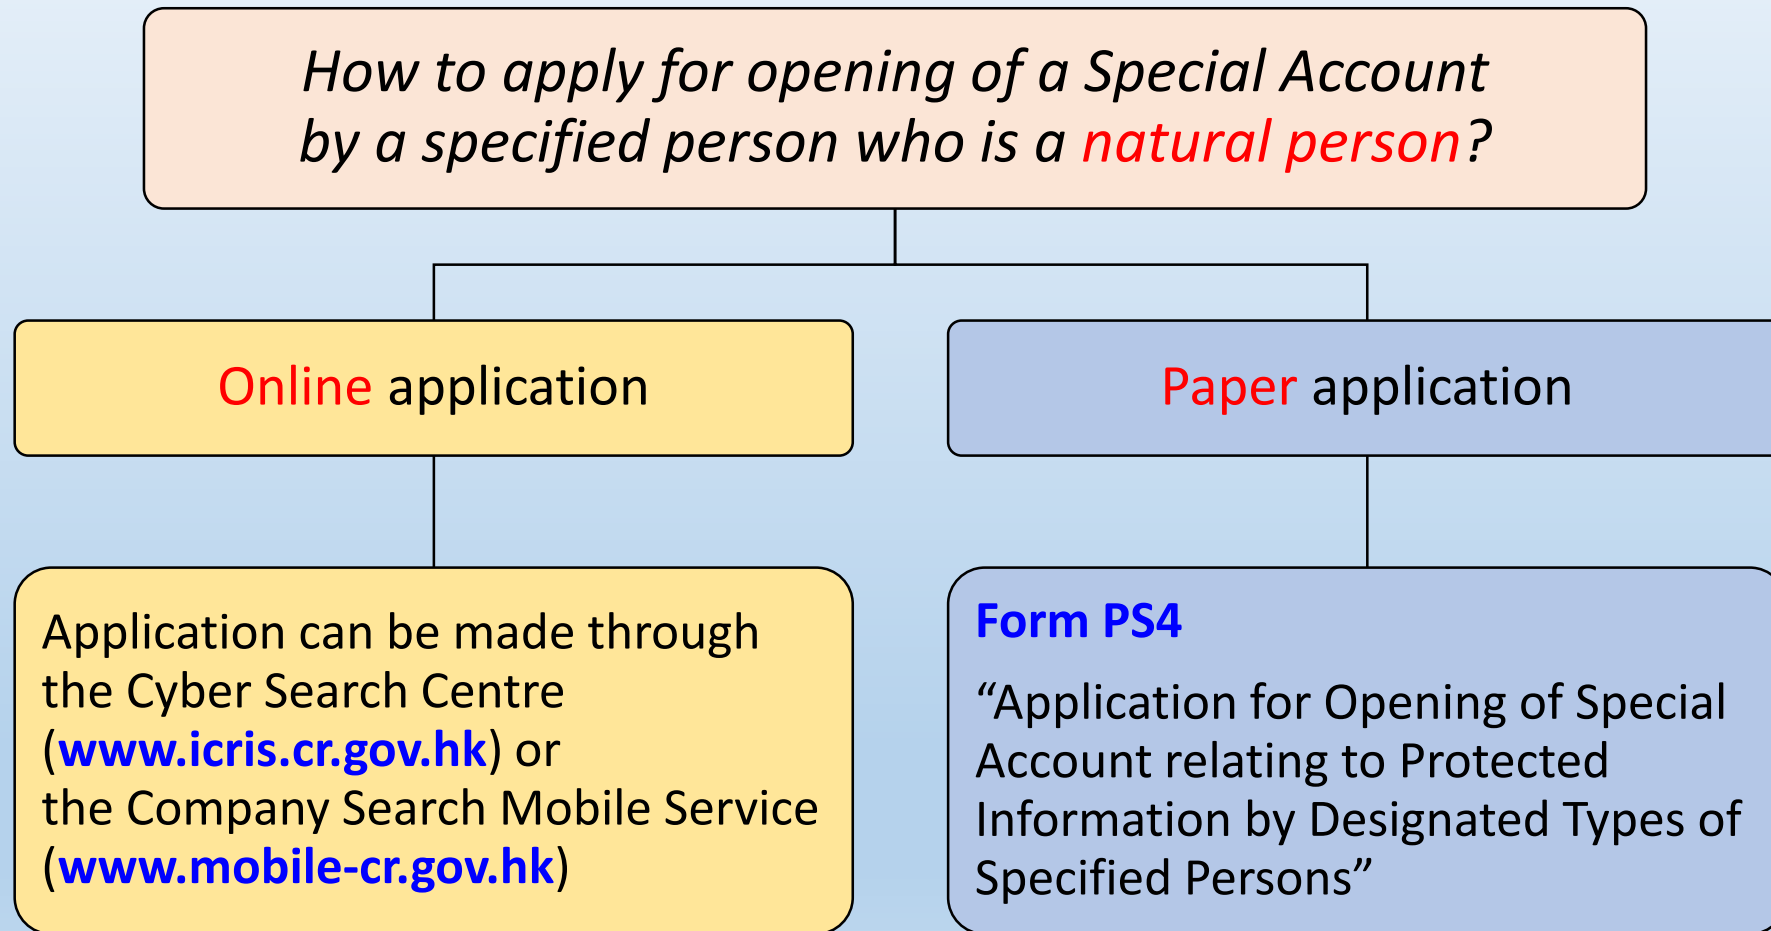 How to apply for opening of a Special Account
by a specified person who is a natural person?
Online application
Paper application
Application can be made through
the Cyber Search Centre
(www.icris.cr.gov.hk) or
the Company Search Mobile Service
(www.mobile-cr.gov.hk)
Form PS4
“Application for Opening of Special
Account relating to Protected
Information by Designated Types of
Specified Persons”